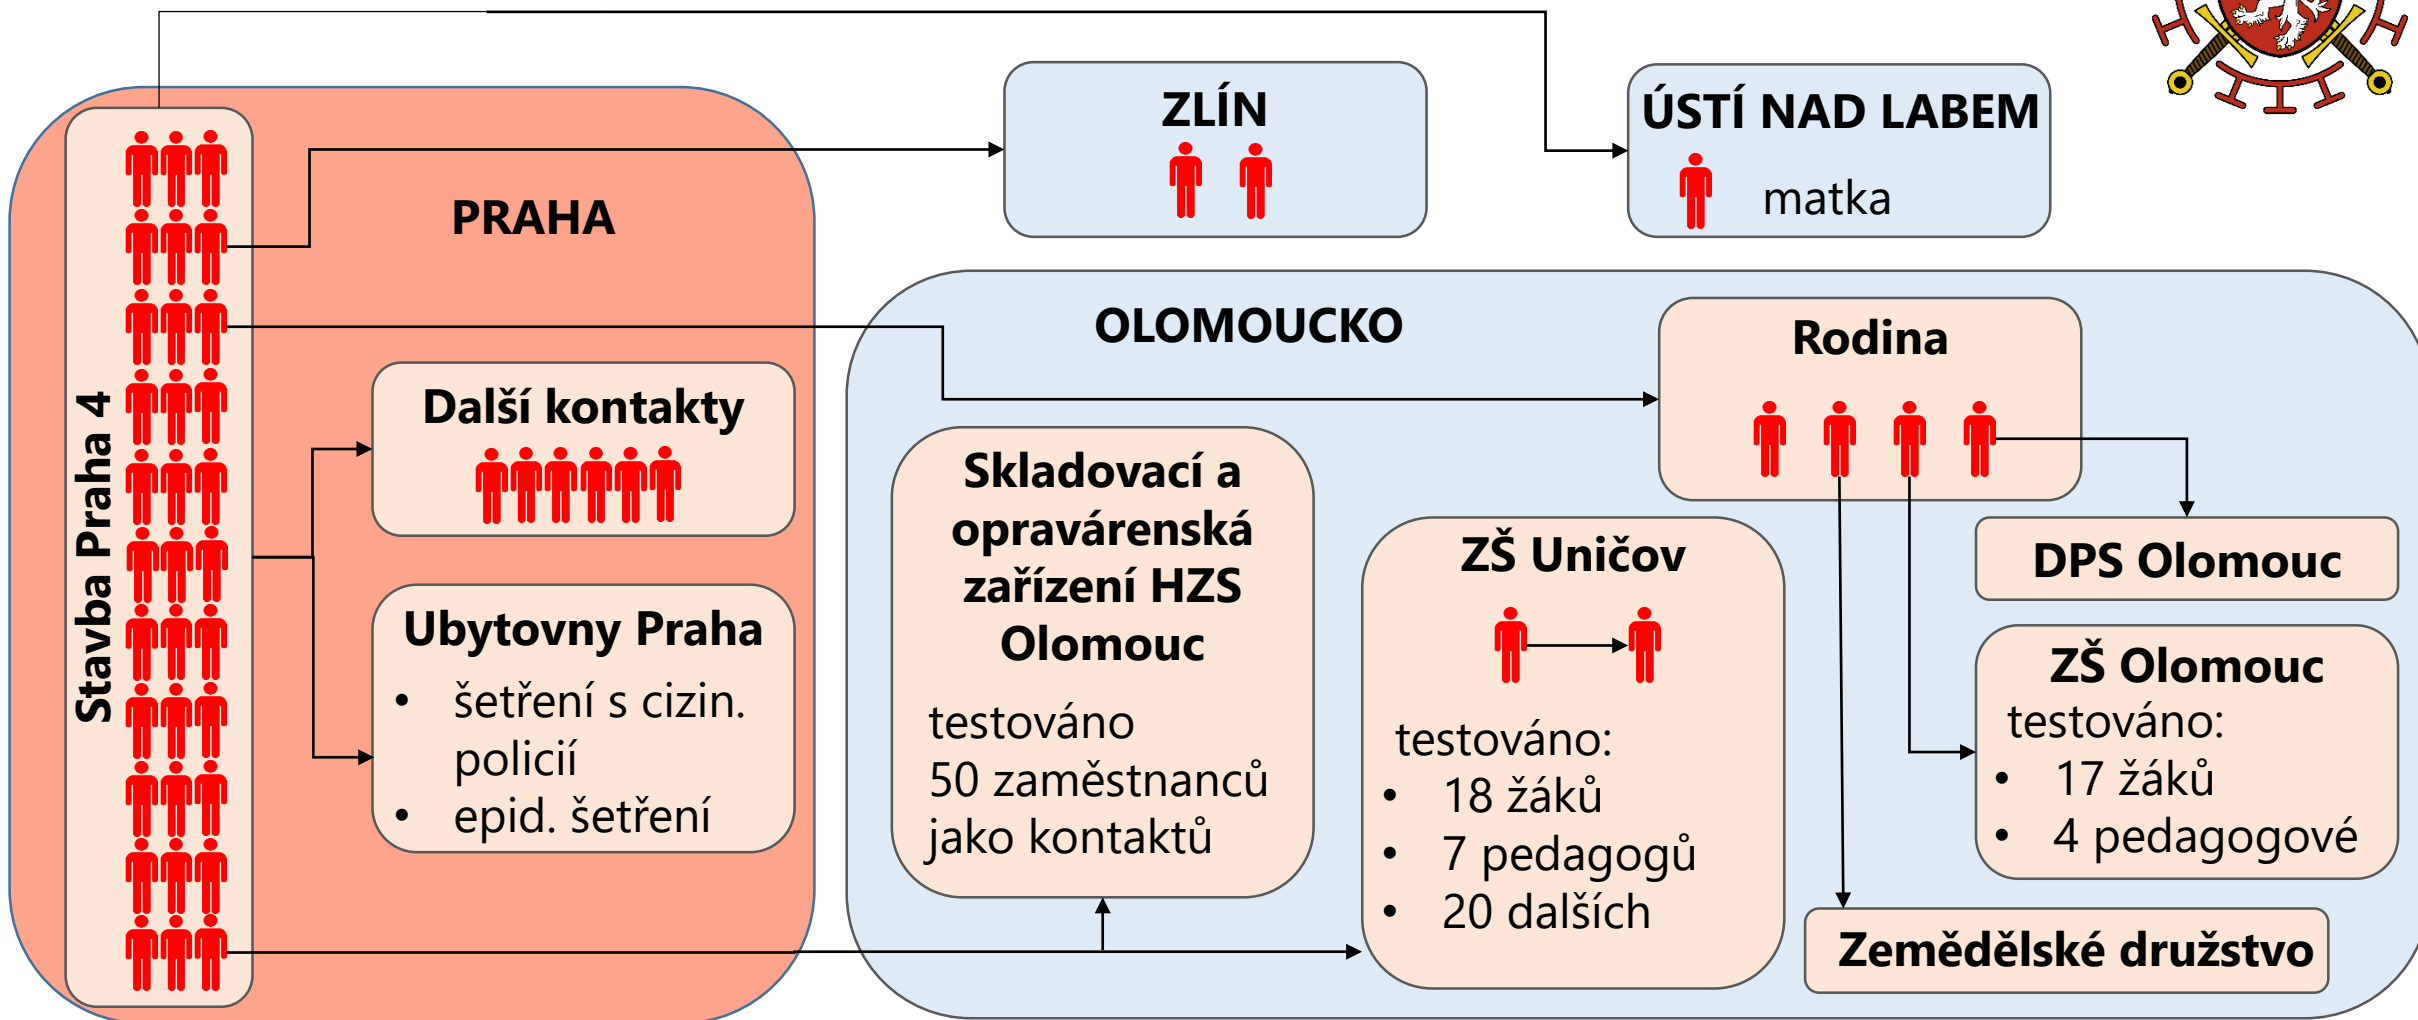 Stavba Praha 4
PRAHA
Další kontakty
Ubytovny Praha
• šetření s cizin.
policií
• epid. šetření
ZLÍN
ÚSTÍ NAD LABEM
matka
OLOMOUCKO
Rodina
Skladovací a
opravárenská
zařízení HZS
Olomouc
testováno
50 zaměstnanců
jako kontaktů
ZŠ Uničov
testováno:
• 18 žáků
• 7 pedagogů
• 20 dalších
DPS Olomouc
ZŠ Olomouc
testováno:
• 17 žáků
• 4 pedagogové
Zemědělské družstvo